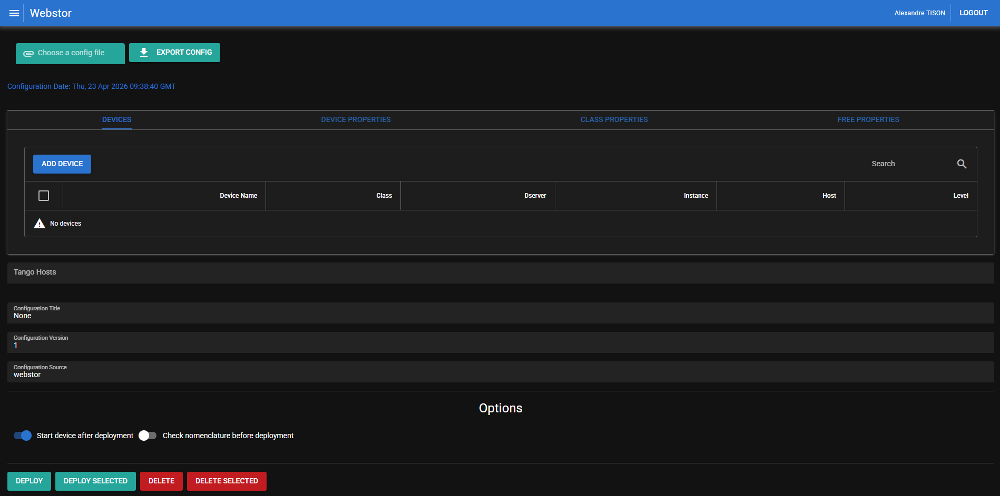 Webstor
Alexandre TISON
LOGOUT
Choose a config file
EXPORT CONFIG
Configuration Date: Thu, 23 Apr 2026 09:38:40 GMT
DEVICES
DEVICE PROPERTIES
CLASS PROPERTIES
FREE PROPERTIES
ADD DEVICE
Search
Device Name
Class
Dserver
Instance
Host
Level
No devices
Tango Hosts
Configuration Title
None
Configuration Version
1
Configuration Source
webstor
Options
Start device after deployment
Check nomenclature before deployment
DEPLOY
DEPLOY SELECTED
DELETE
DELETE SELECTED